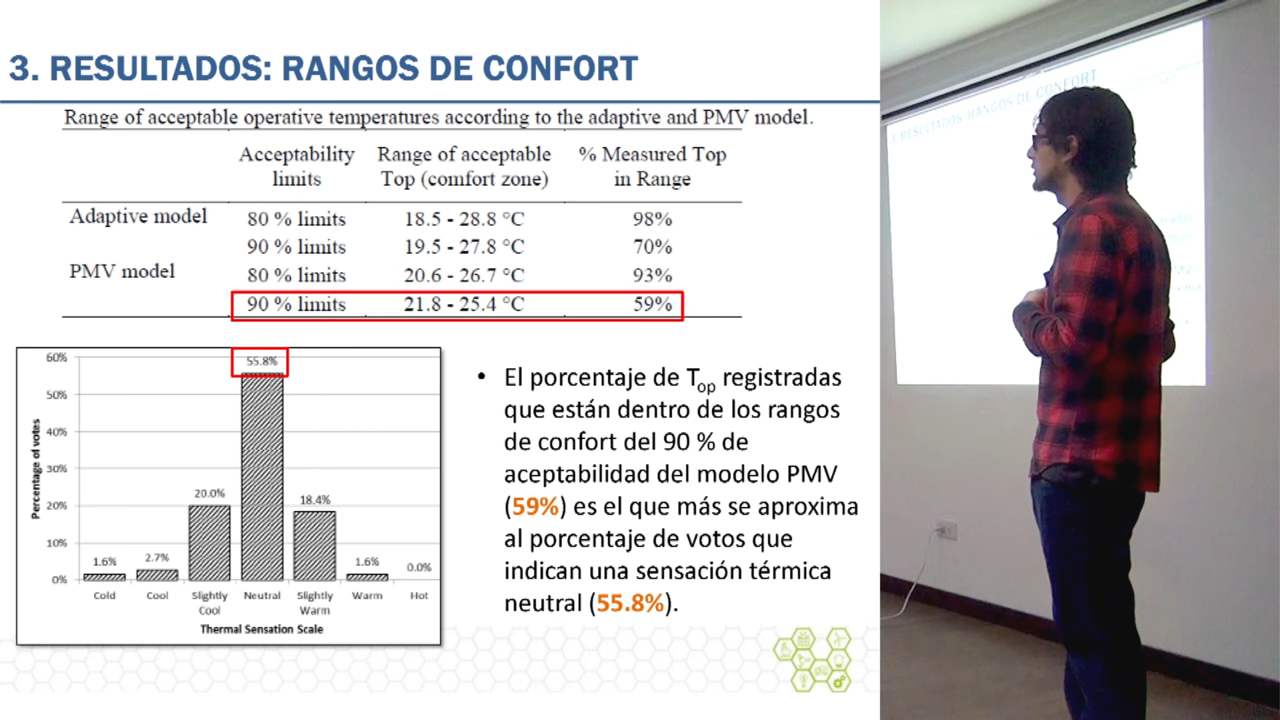 3. RESULTADOS: RANGOS DE CONFORT
Range of acceptable operative temperatures according to the adaptive and PMV model.
Acceptability limits Range of acceptable Top (comfort zone) % Measured Top in Range
Adaptive model 80 % limits 18.5 - 28.8 °C 98%
90 % limits 19.5 - 27.8 °C 70%
PMV model 80 % limits 20.6 - 26.7 °C 93%
90 % limits 21.8 - 25.4 °C 59%
60%
50%
40%
30%
20%
10%
0%
Percentage of votes
1.6%
2.7%
20.0%
55.8%
18.4%
1.6%
0.0%
Cold
Cool
Slightly Cool
Neutral
Slightly Warm
Warm
Hot
Thermal Sensation Scale
• El porcentaje de Top registradas
que están dentro de los rangos
de confort del 90 % de
aceptabilidad del modelo PMV
(59%) es el que más se aproxima
al porcentaje de votos que
indican una sensación térmica
neutral (55.8%).
3. RESULTADOS: RANGOS DE CONFORT